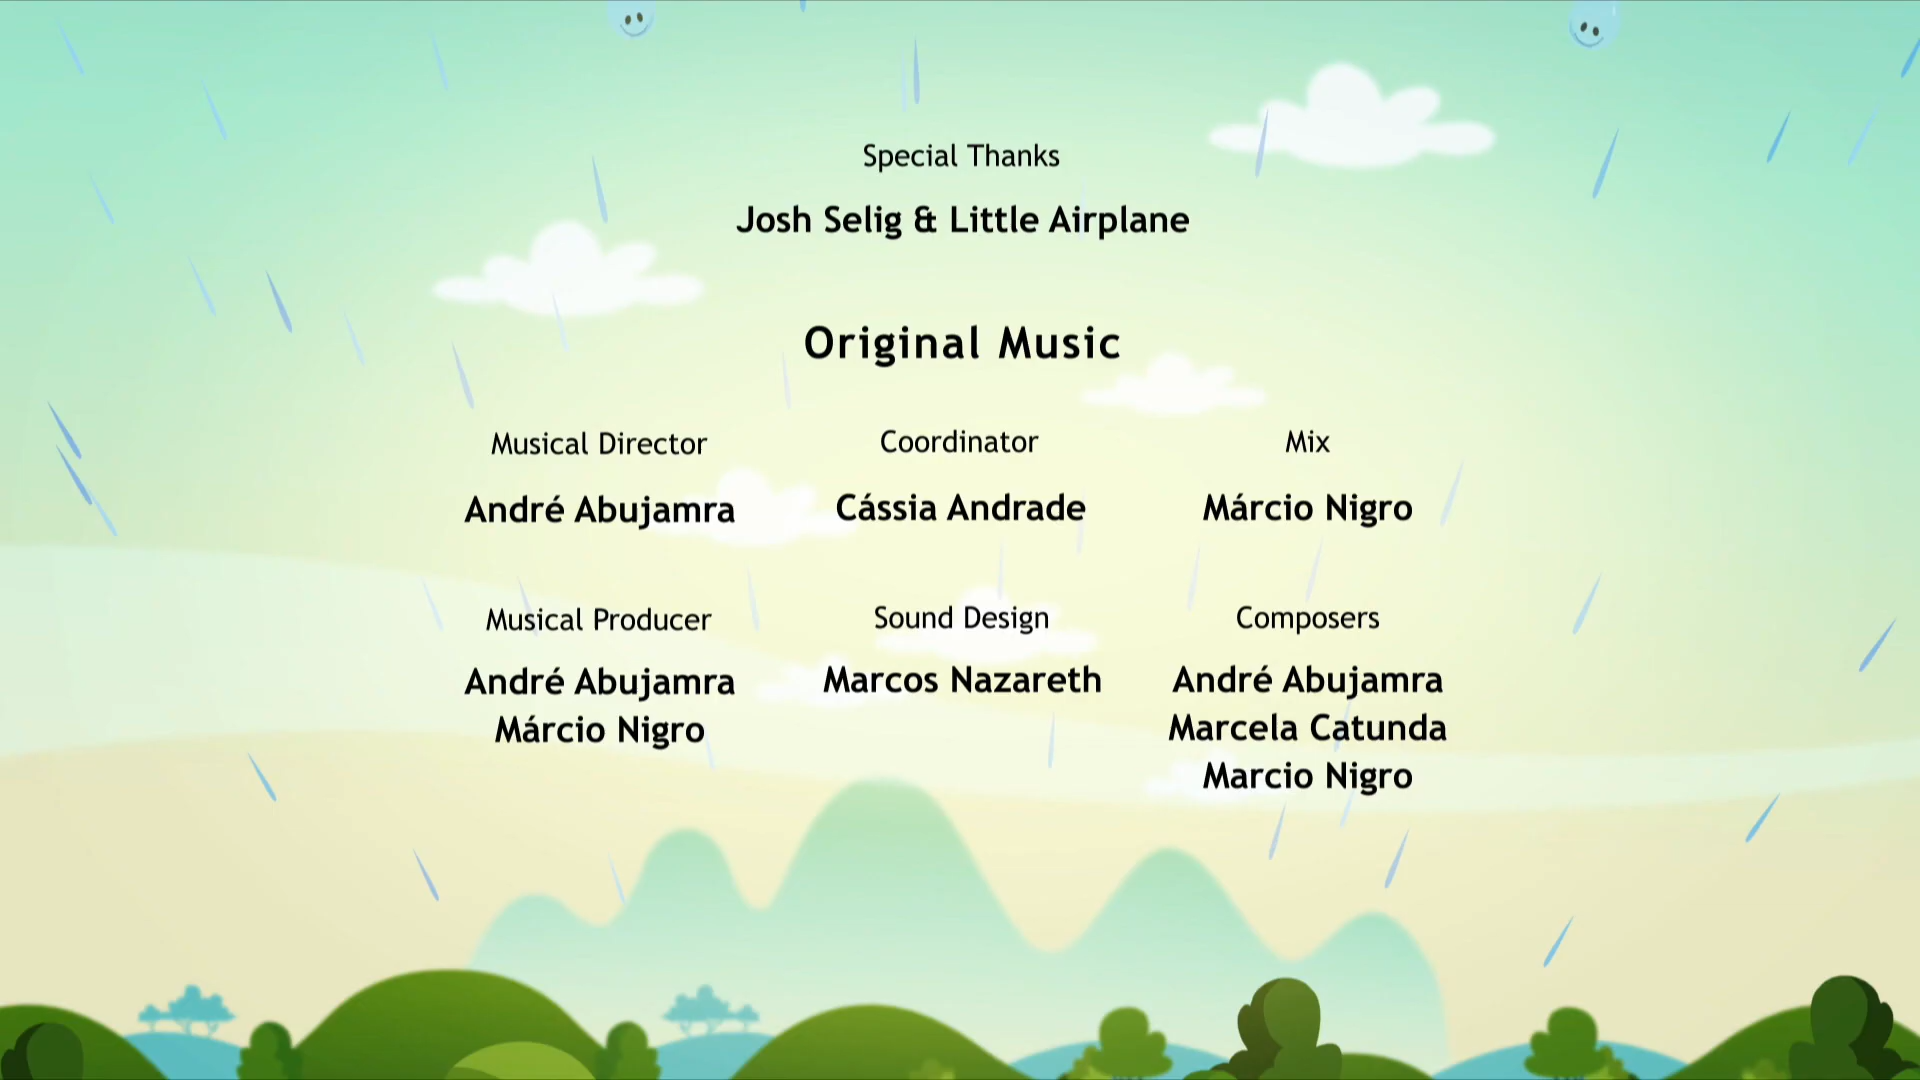 Special Thanks
Josh Selig & Little Airplane
Original Music
Musical Director
André Abujamra
Coordinator
Cássia Andrade
Mix
Márcio Nigro
Musical Producer
André Abujamra
Márcio Nigro
Sound Design
Marcos Nazareth
Composers
André Abujamra
Marcela Catunda
Marcio Nigro